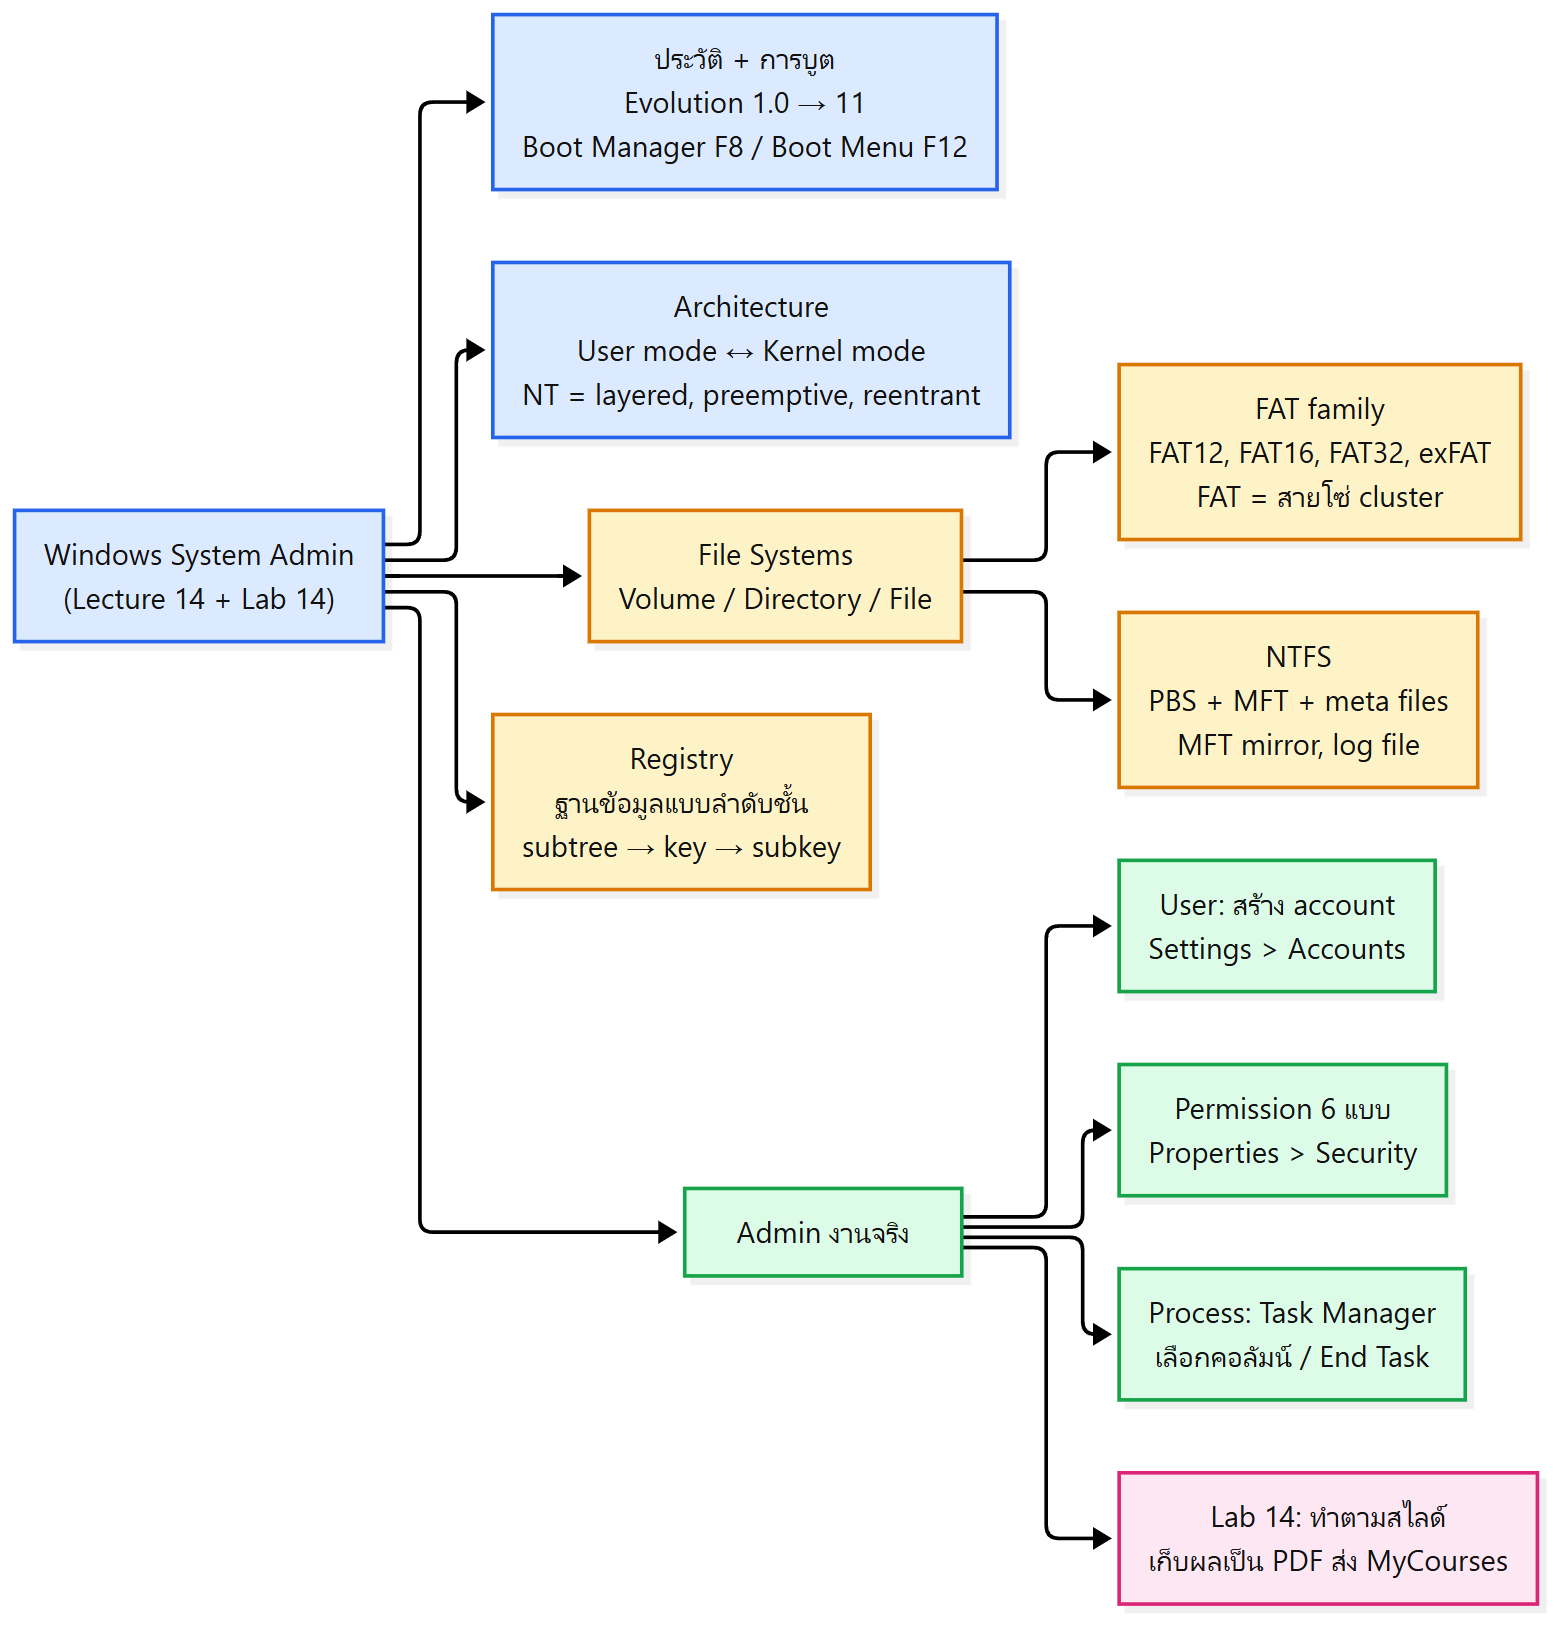 ประวัติ + การบูต
Evolution 1.0 → 11
Boot Manager F8 / Boot Menu F12
Architecture
User mode ↔ Kernel mode
NT = layered, preemptive, reentrant
FAT family
FAT12, FAT16, FAT32, exFAT
FAT = สายโซ่ cluster
Windows System Admin
(Lecture 14 + Lab 14)
File Systems
Volume / Directory / File
NTFS
PBS + MFT + meta files
MFT mirror, log file
Registry
ฐานข้อมูลแบบลำดับชั้น
subtree → key → subkey
User: สร้าง account
Settings > Accounts
Permission 6 แบบ
Properties > Security
Admin งานจริง
Process: Task Manager
เลือกคอลัมน์ / End Task
Lab 14: ทำตามสไลด์
เก็บผลเป็น PDF ส่ง MyCourses